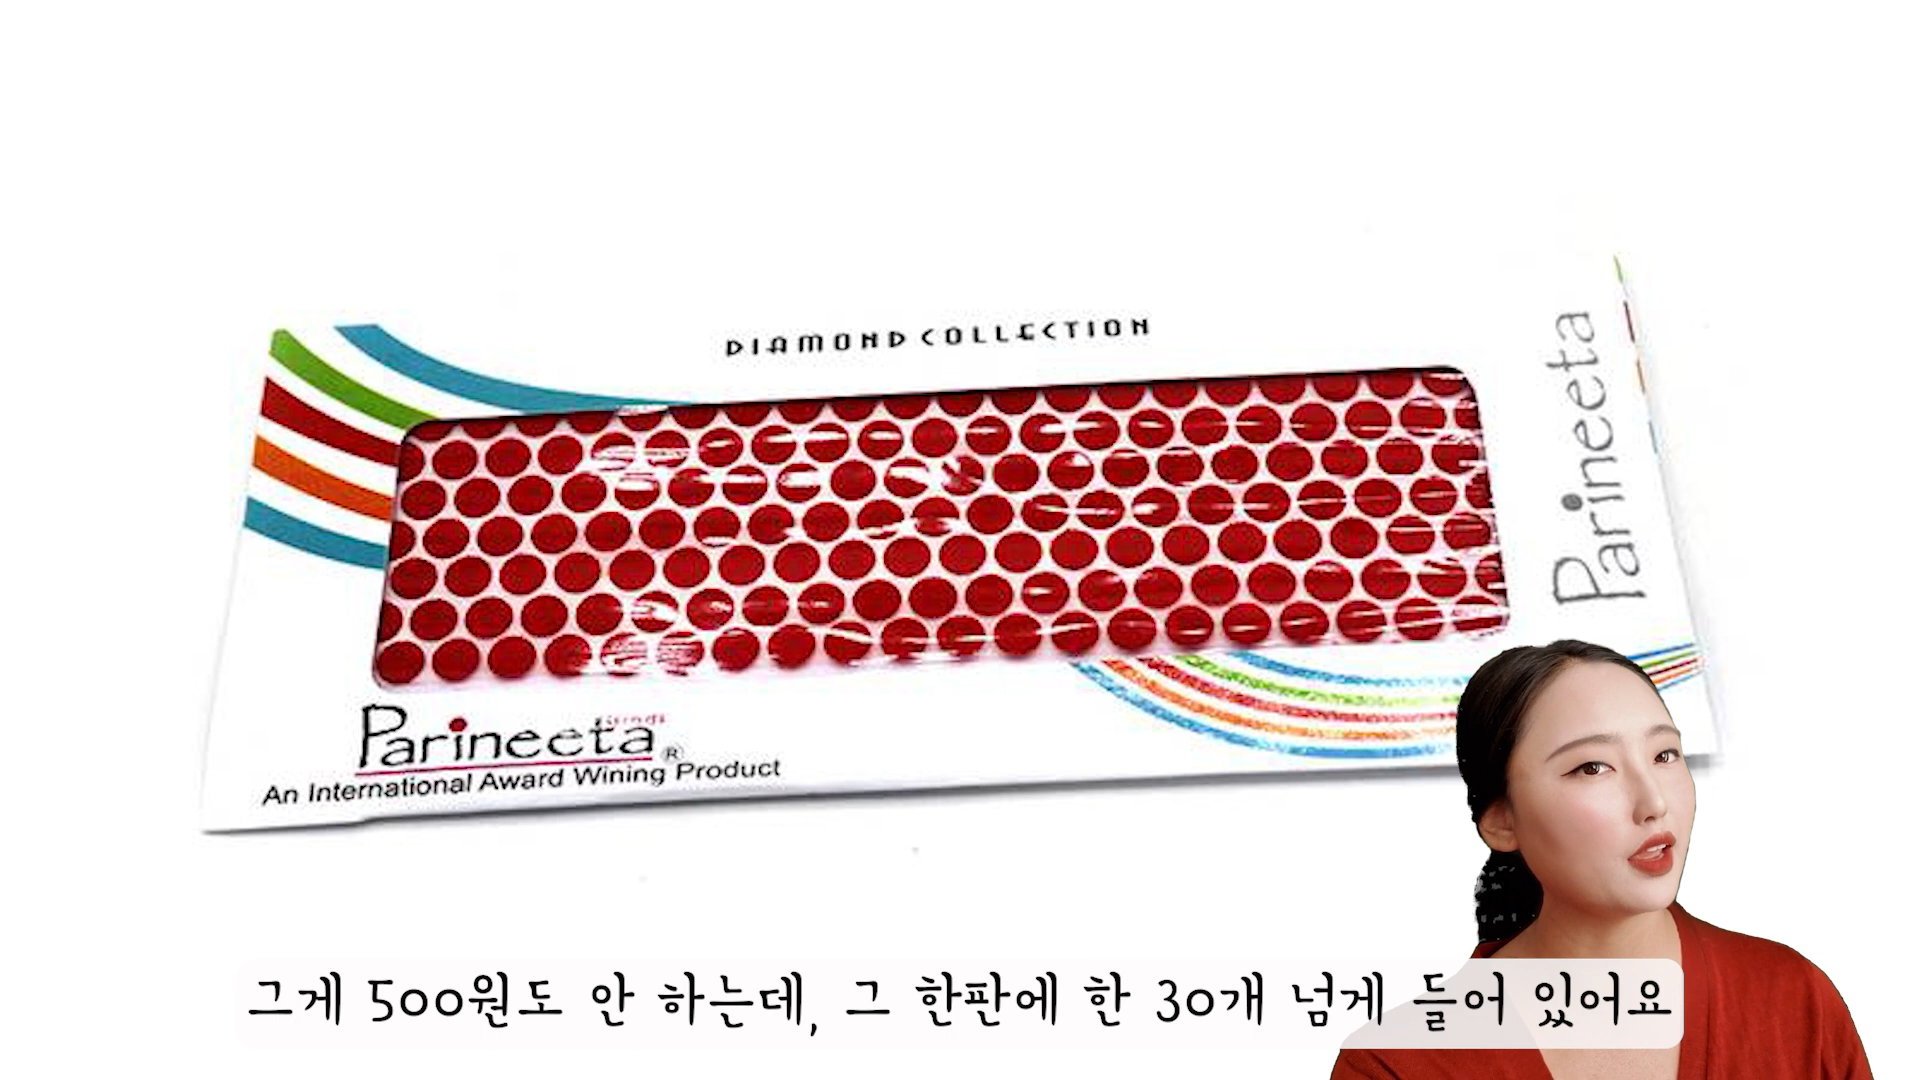 DIAMOND COLLECTION
Parineeta
Parineeta ®
An International Award Wining Product
그게 500원도 안 하는데, 그 한판에 한 30개 넘게 들어 있어요